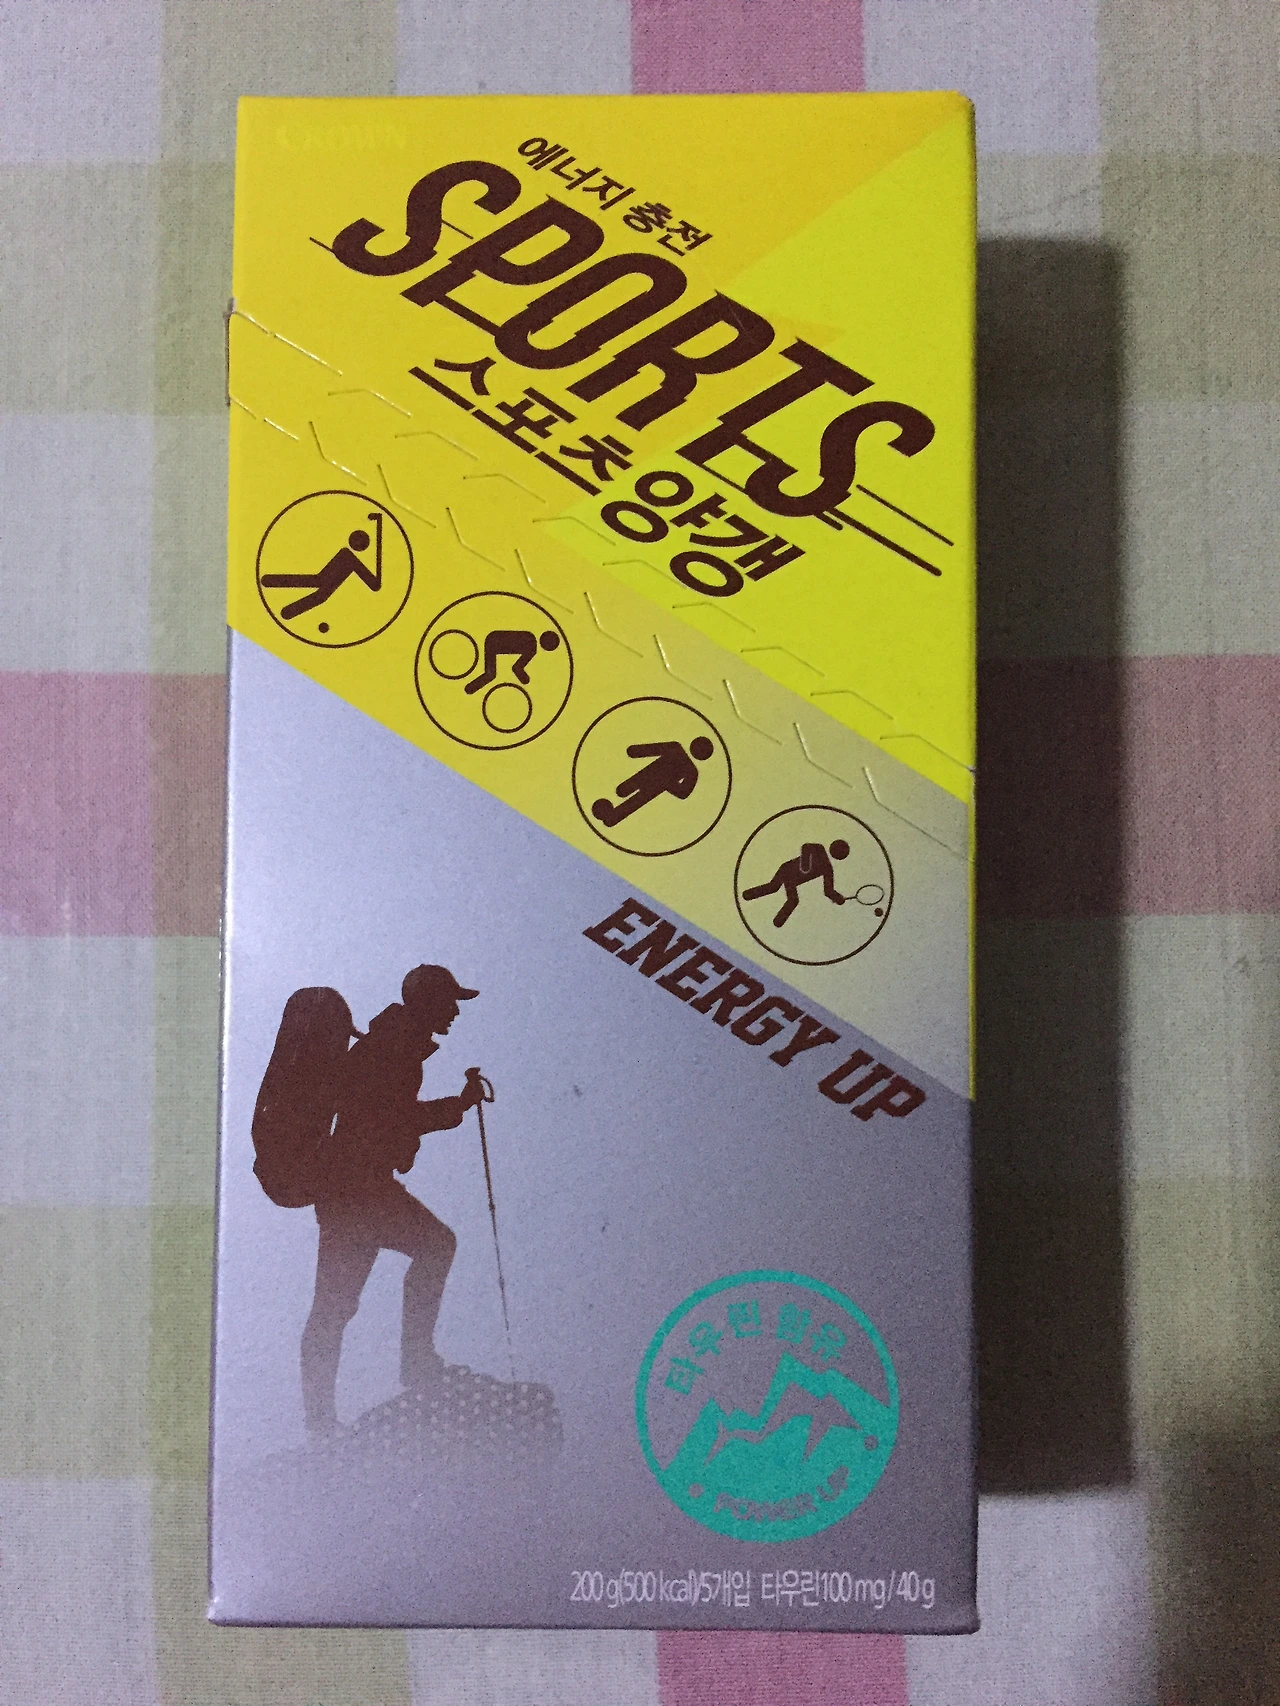 CROWN
에너지 충전
SPORTS
스포츠양갱
ENERGY UP
타우린 함유
POWER UP
200g(500kcal)/5개입 타우린100mg/40g